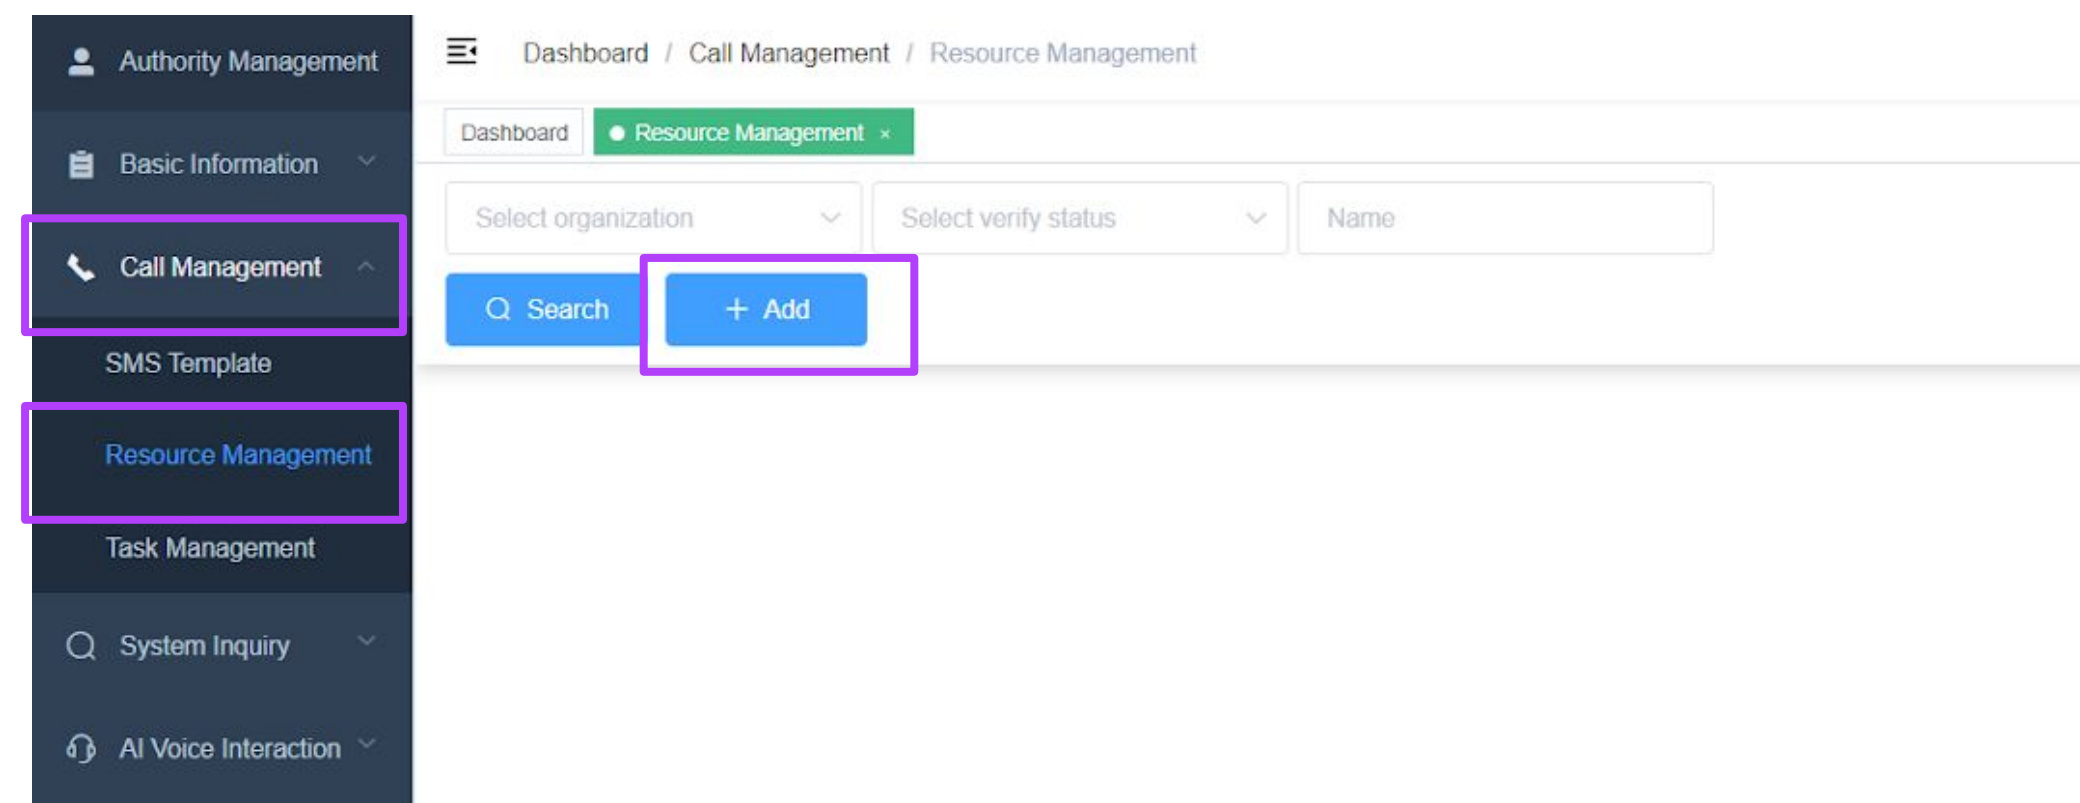 Authority Management
Basic Information
Call Management
SMS Template
Resource Management
Task Management
System Inquiry
AI Voice Interaction
Dashboard / Call Management / Resource Management
Dashboard
Resource Management ×
Select organization
Select verify status
Name
Search
+ Add